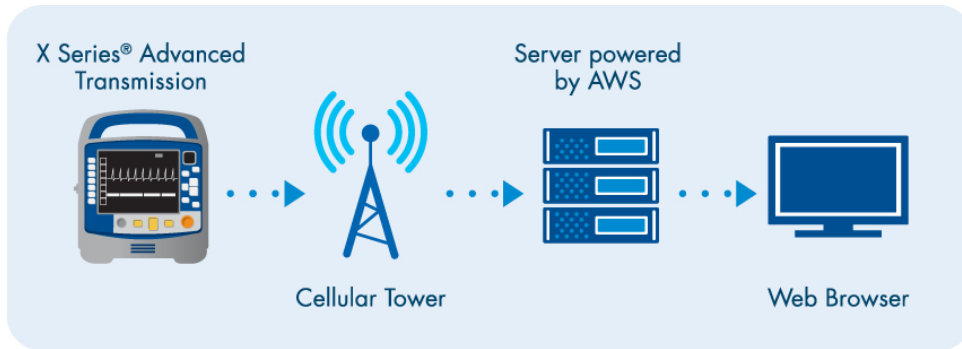 X Series® Advanced
Transmission
Server powered
by AWS
Cellular Tower
Web Browser